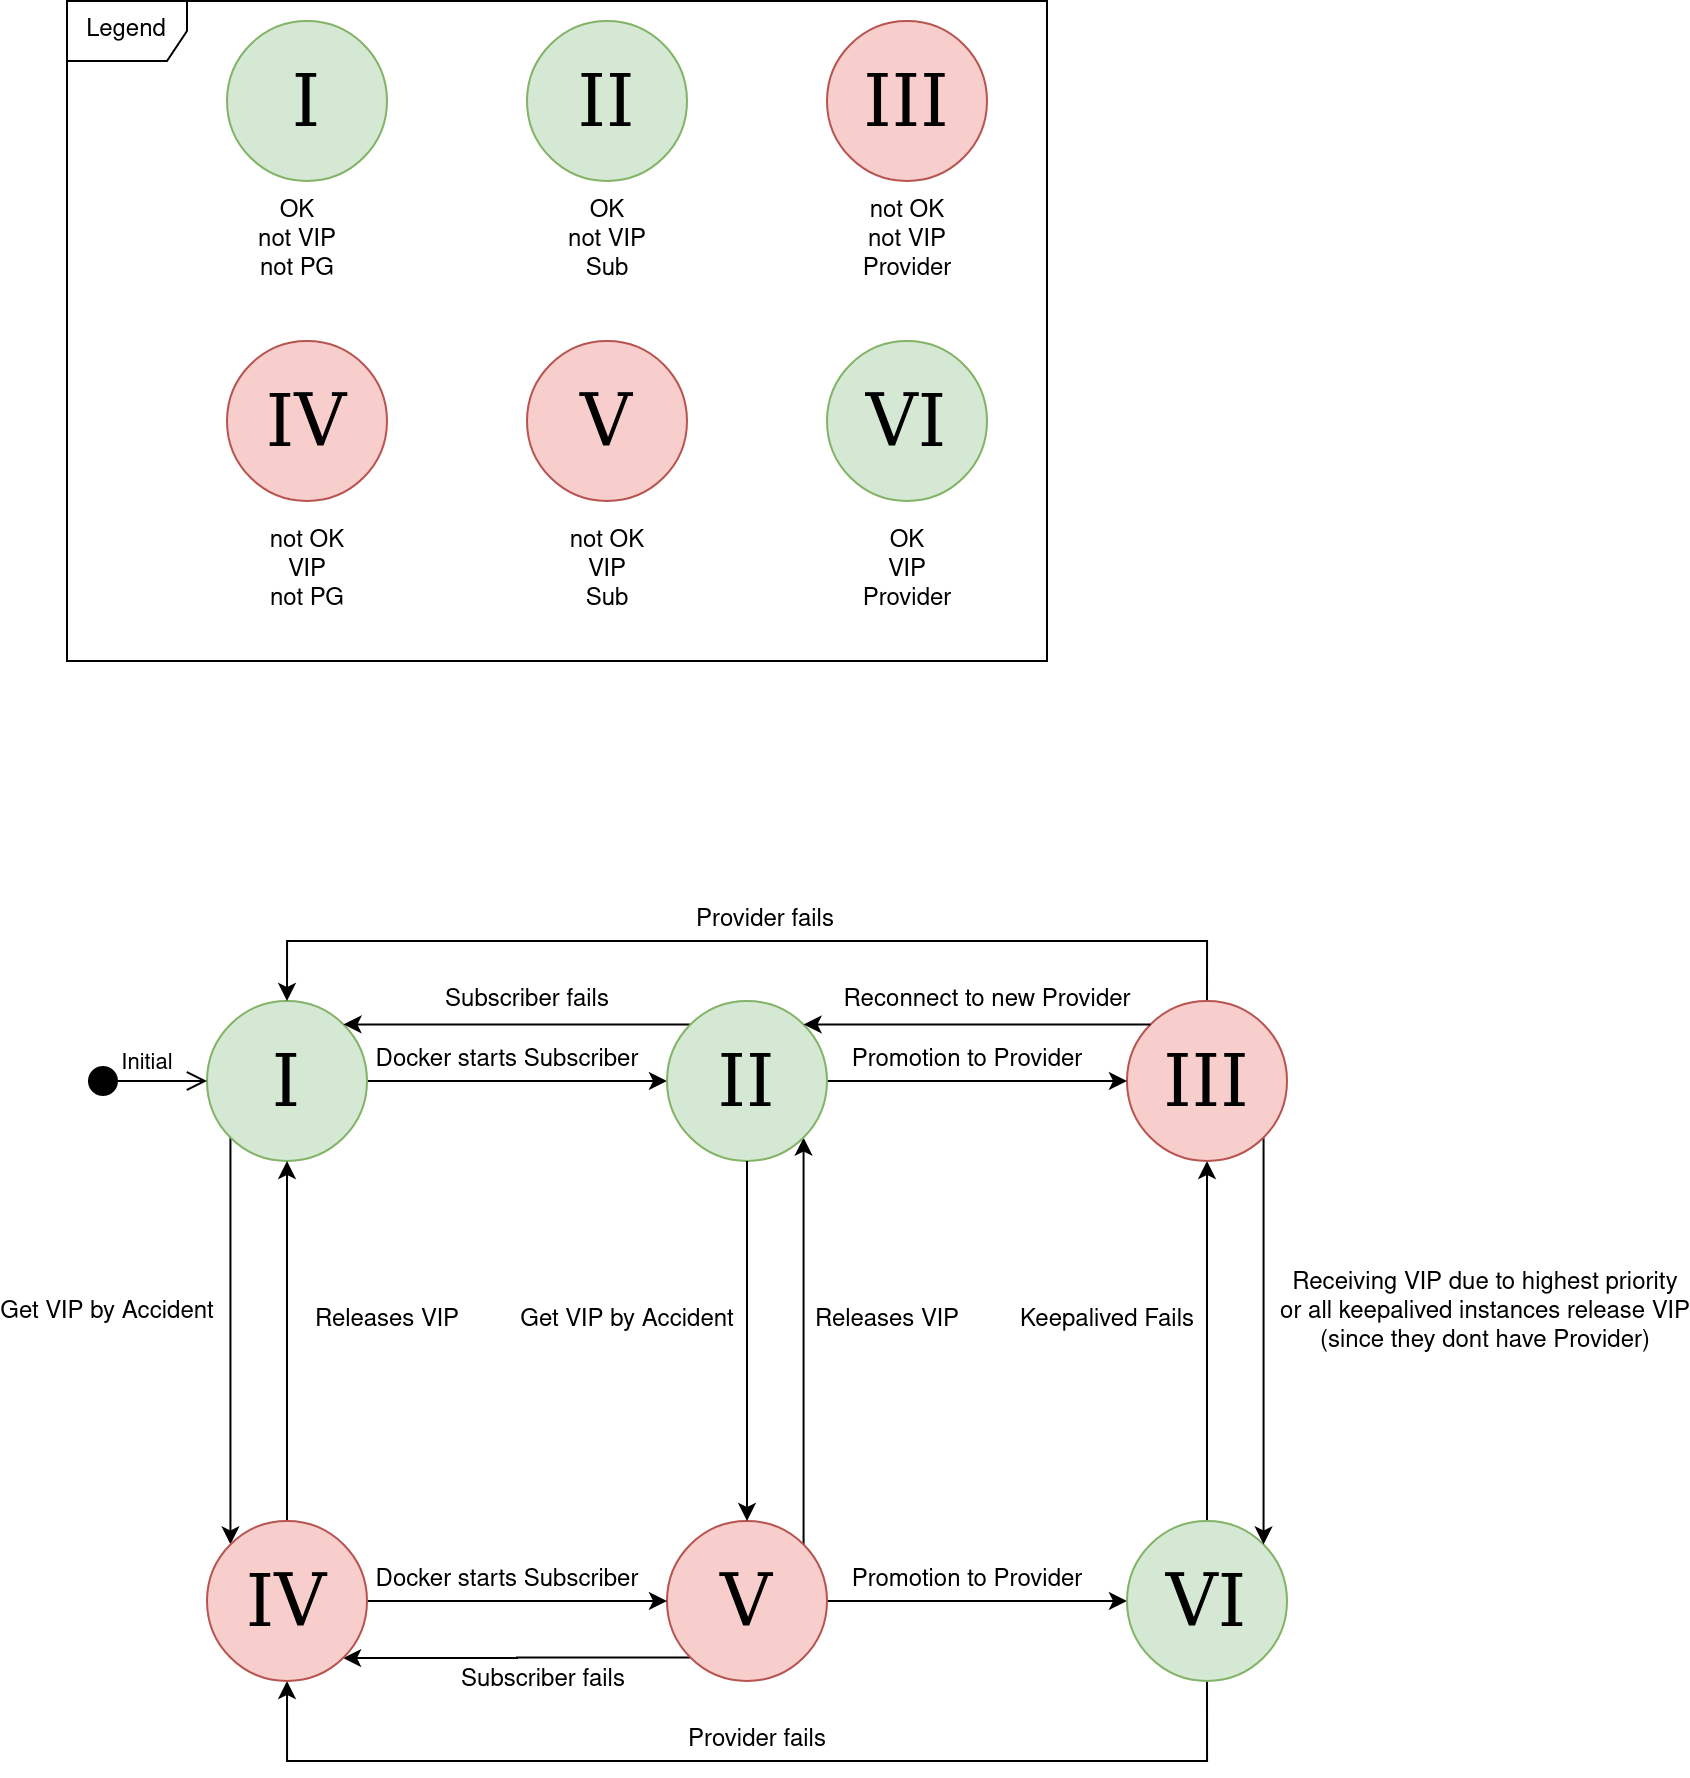 Legend
I
II
III
OK
not VIP
not PG
OK
not VIP
Sub
not OK
not VIP
Provider
IV
V
VI
not OK
VIP
not PG
not OK
VIP
Sub
OK
VIP
Provider
Provider fails
Subscriber fails
Reconnect to new Provider
Initial
I
Docker starts Subscriber
II
Promotion to Provider
III
Get VIP by Accident
Releases VIP
Get VIP by Accident
Releases VIP
Keepalived Fails
Receiving VIP due to highest priority
or all keepalived instances release VIP
(since they dont have Provider)
IV
Docker starts Subscriber
V
Promotion to Provider
VI
Subscriber fails
Provider fails